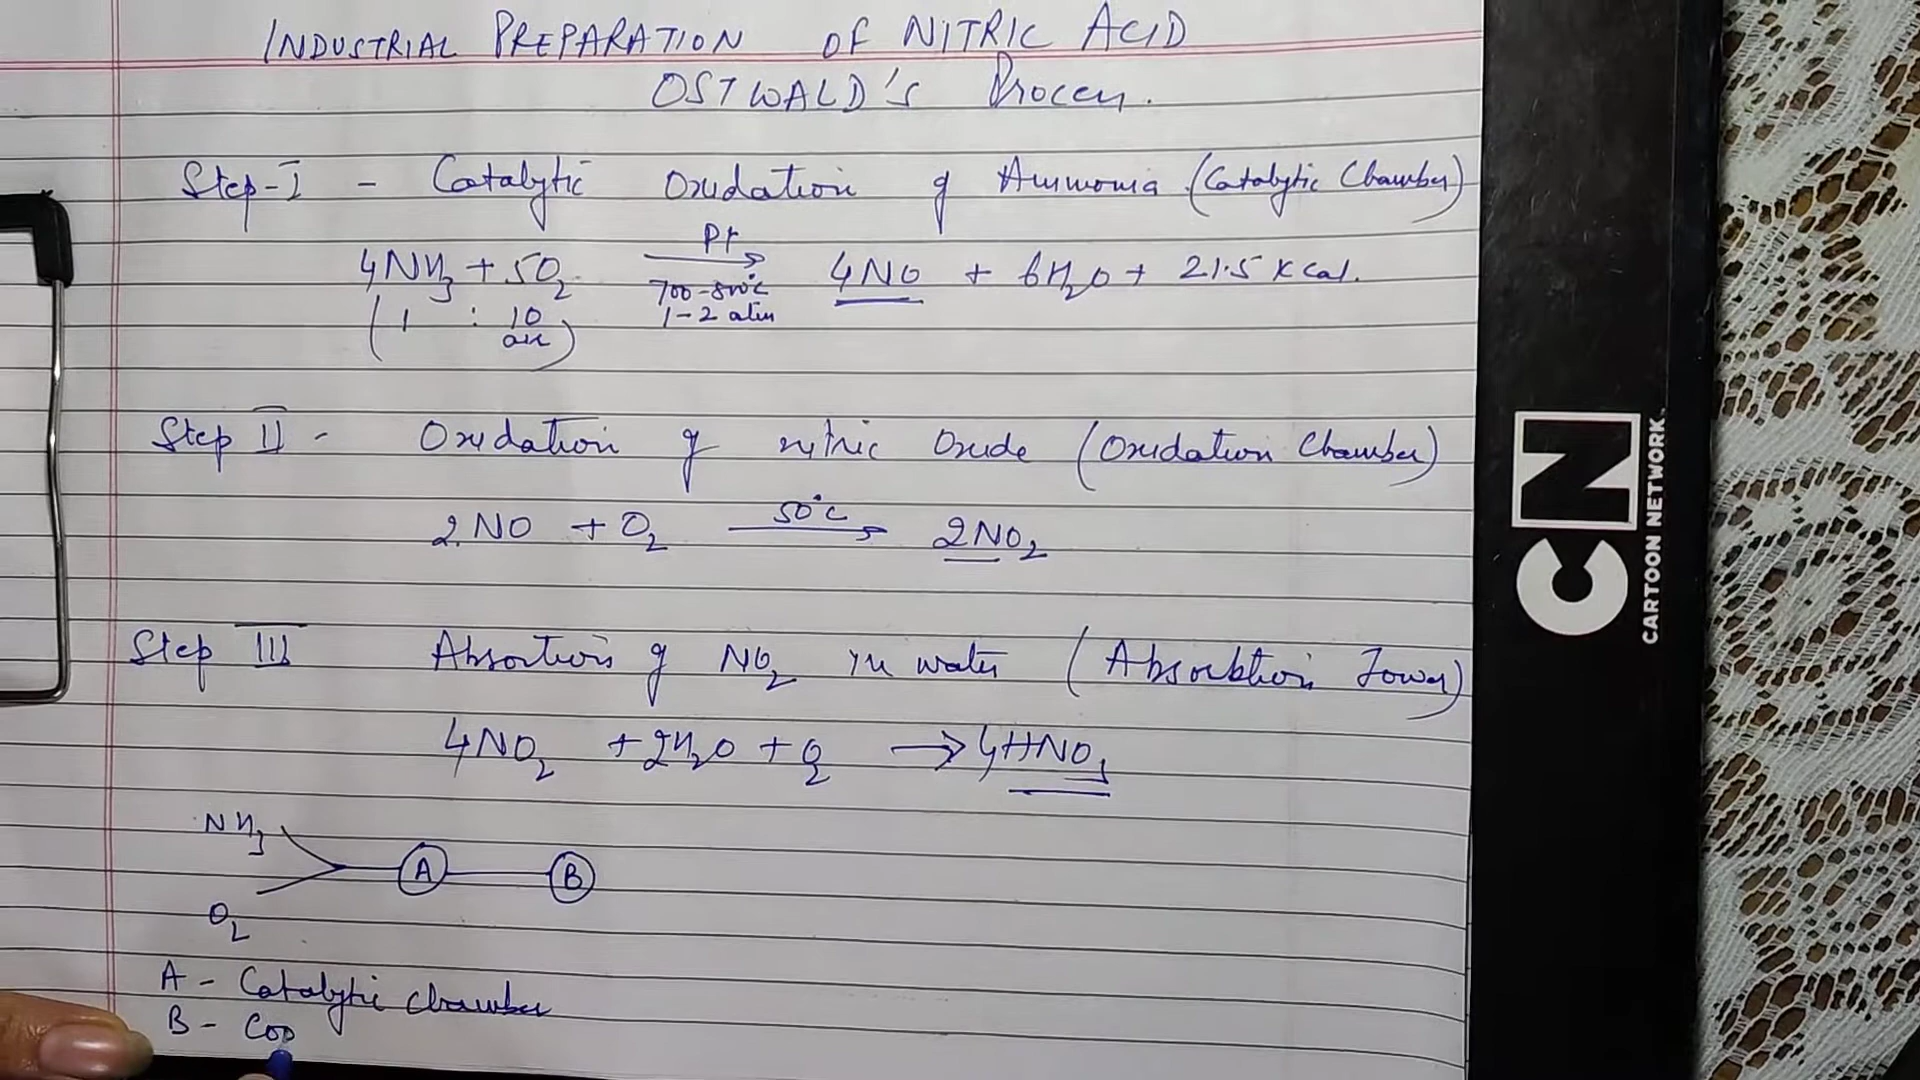 INDUSTRIAL PREPARATION OF NITRIC ACID
OSTWALD'S Process.
Step-I - Catalytic Oxidation of Ammonia (Catalytic Chamber)
4NH₃ + 5O₂ Pt 700-800°C 1-2 atm 4NO + 6H₂O + 21.5 KCal.
(1 : 10 air)
Step II - Oxidation of nitric Oxide (Oxidation Chamber)
2NO + O₂ 50°C → 2NO₂
Step III Absortion of NO₂ in water (Absorbtion Tower)
4NO₂ + 2H₂O + O₂ → 4HNO₃
NH₃
A B
O₂
A - Catalytic chamber
B - Coo
CN
CARTOON NETWORK.